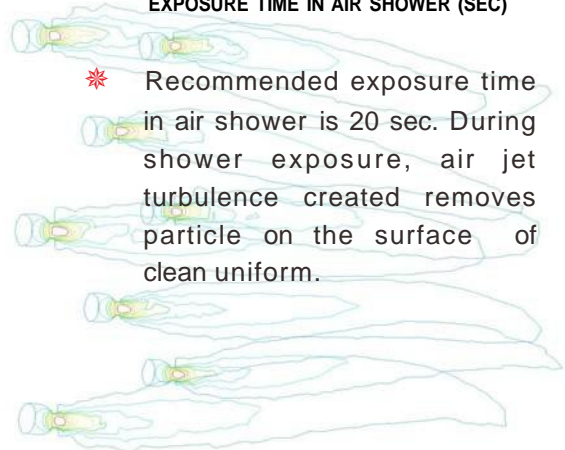 EXPOSURE TIME IN AIR SHOWER (SEC)
Recommended exposure time
in air shower is 20 sec. During
shower exposure, air jet
turbulence created removes
particle on the surface of
clean uniform.